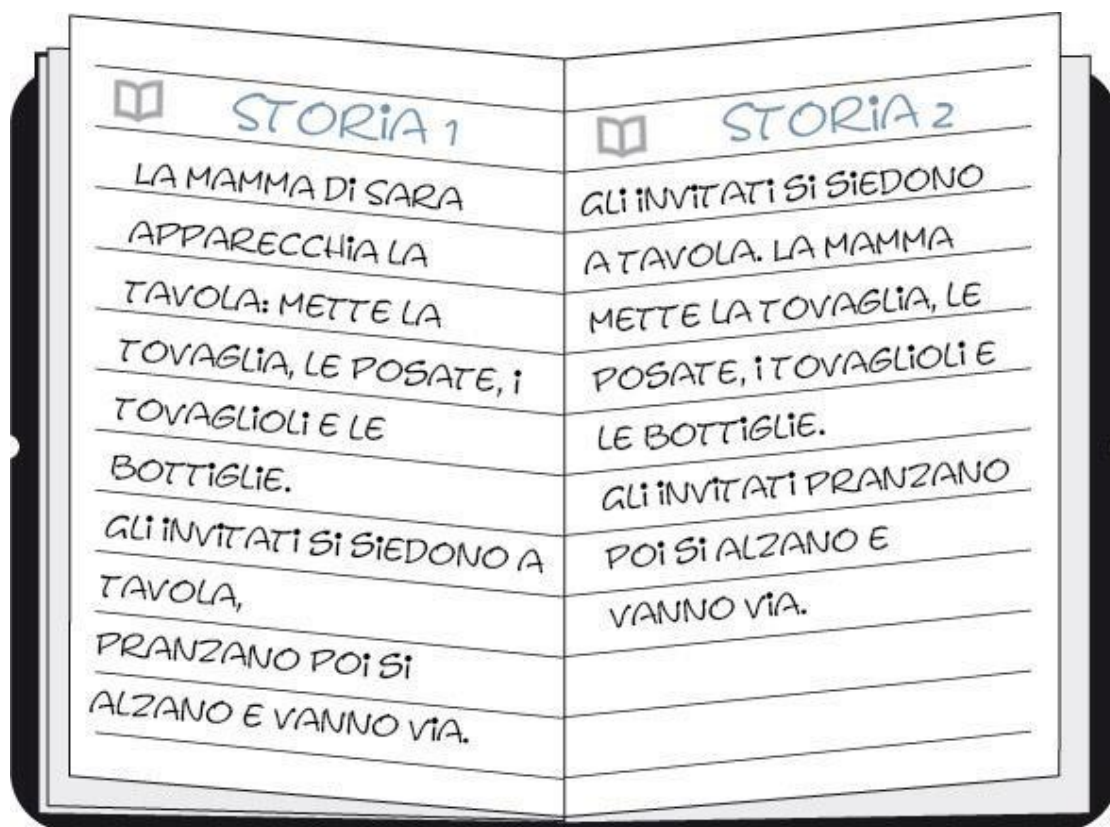 STORIA 1
LA MAMMA DI SARA
APPARECCHIA LA
TAVOLA: METTE LA
TOVAGLIA, LE POSATE, I
TOVAGLIOLI E LE
BOTTIGLIE.
GLI INVITATI SI SIEDONO A
TAVOLA,
PRANZANO POI SI
ALZANO E VANNO VIA.
STORIA 2
GLI INVITATI SI SIEDONO
A TAVOLA. LA MAMMA
METTE LA TOVAGLIA, LE
POSATE, I TOVAGLIOLI E
LE BOTTIGLIE.
GLI INVITATI PRANZANO
POI SI ALZANO E
VANNO VIA.